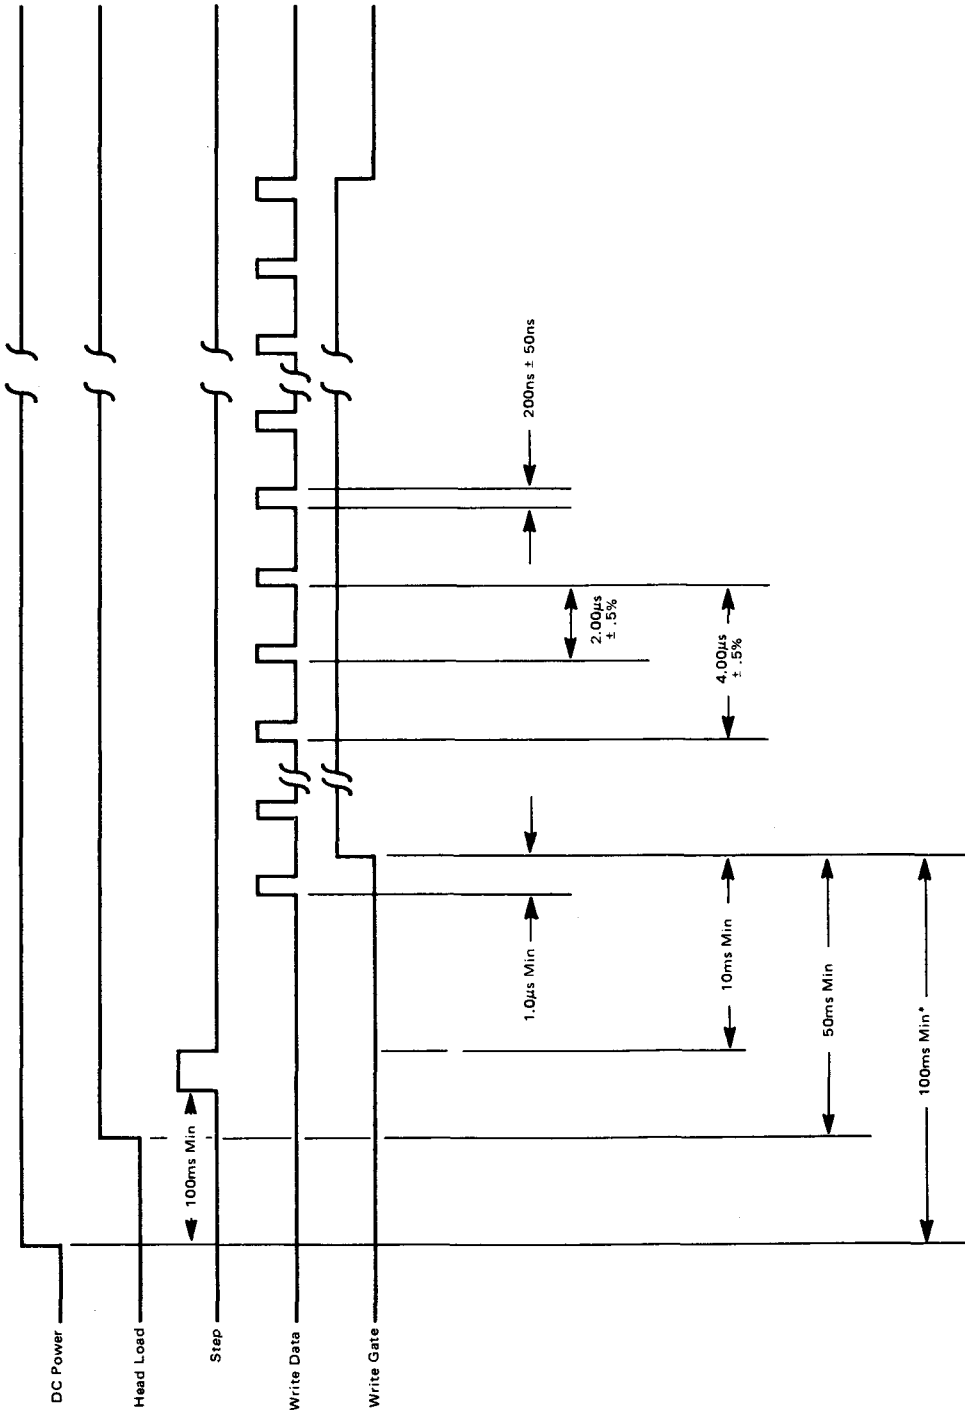 DC Power
Head Load
Step
Write Data
Write Gate
100ms Min
1.0µs Min
200ns ± 50ns
2.00µs
± .5%
4.00µs
± .5%
10ms Min
50ms Min
100ms Min*